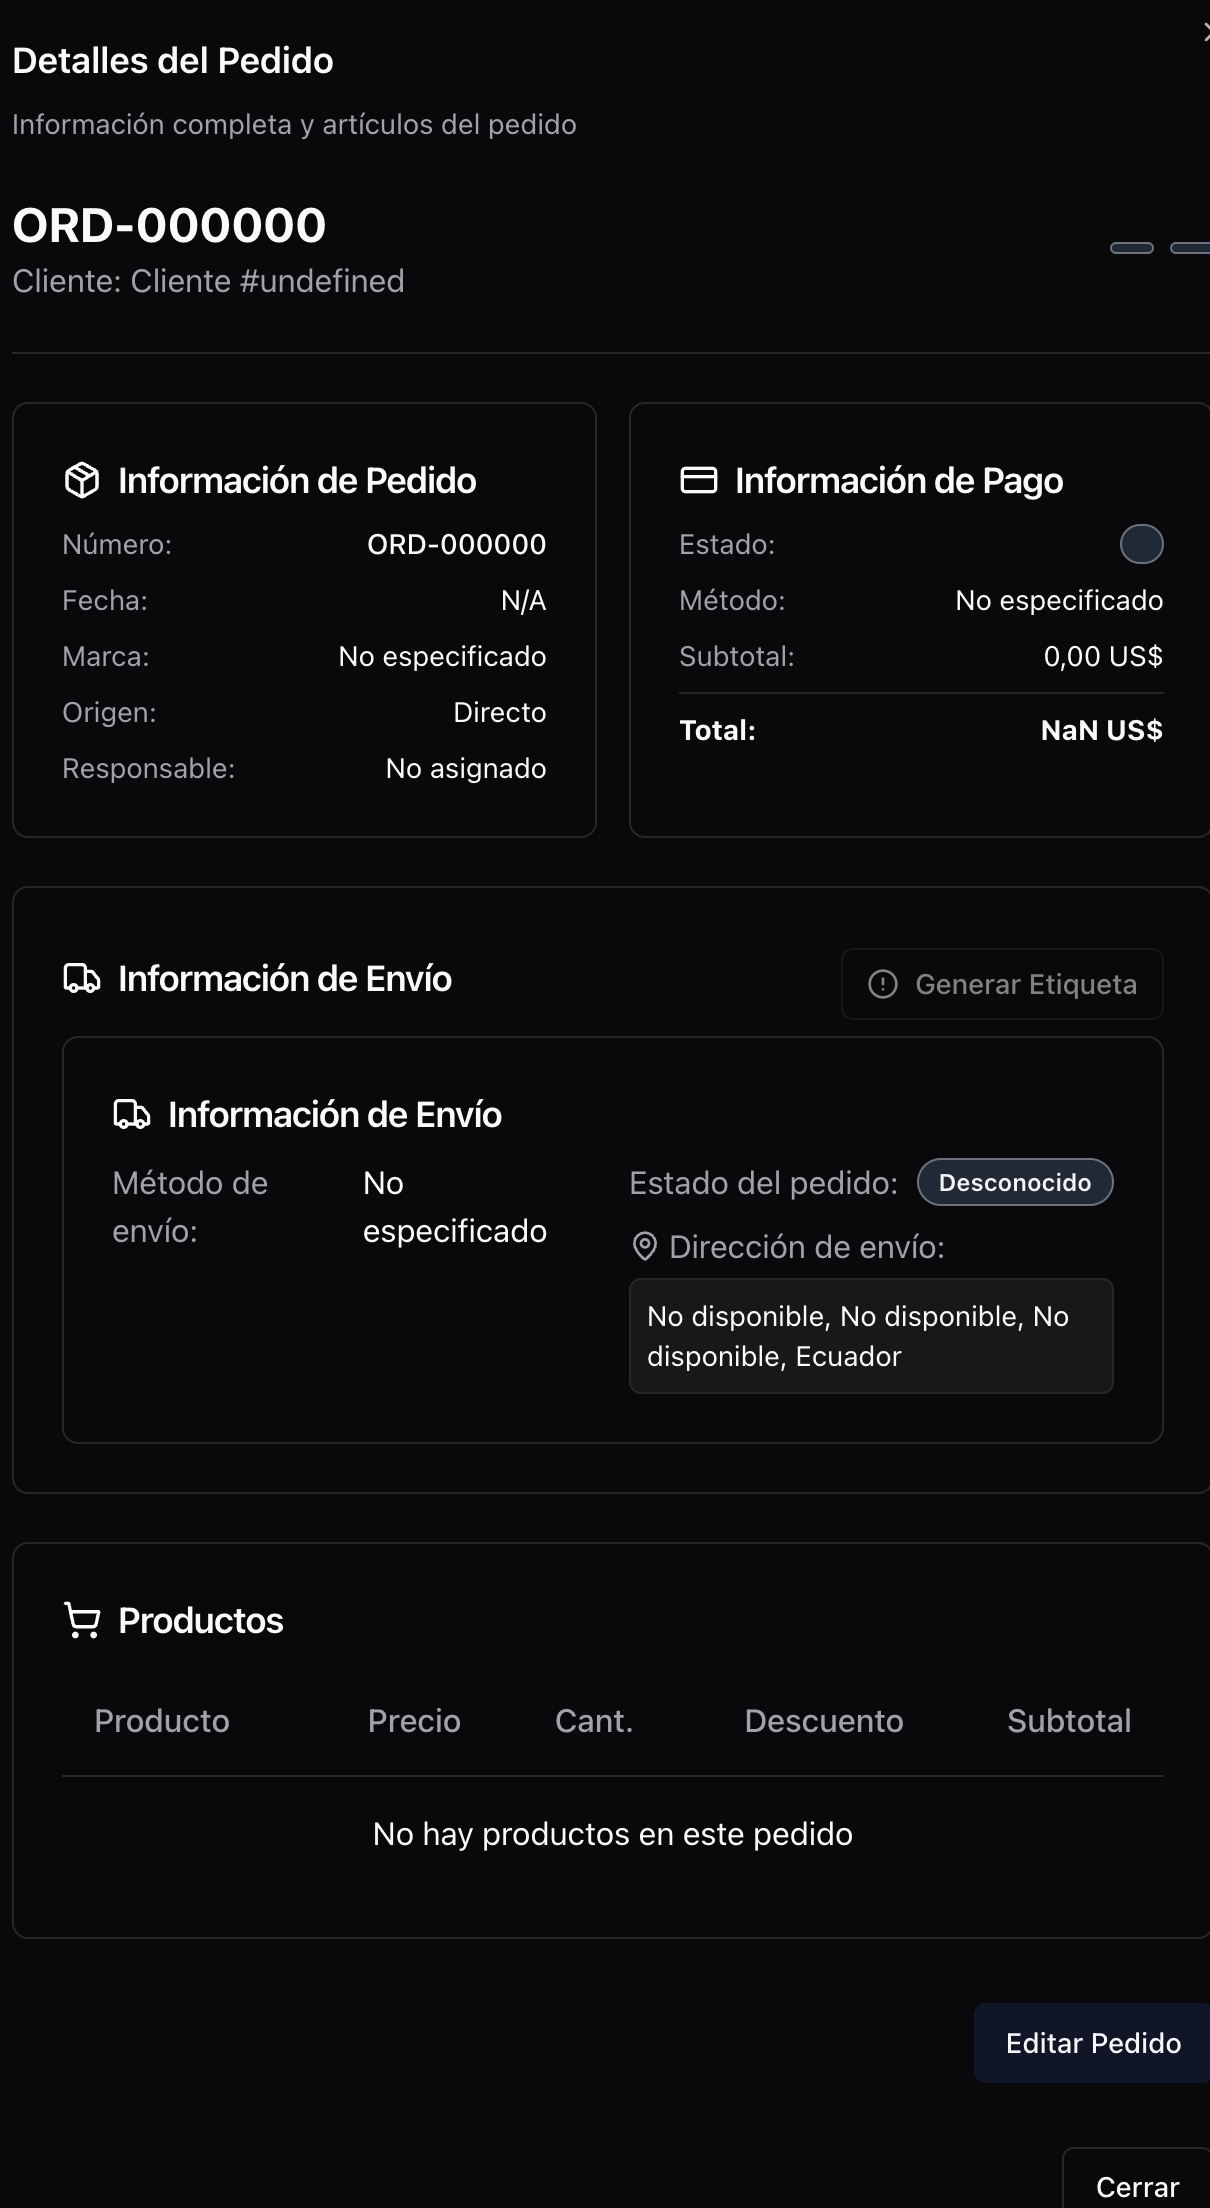 Detalles del Pedido
Información completa y artículos del pedido
ORD-000000
Cliente: Cliente #undefined
Información de Pedido
Número: ORD-000000
Fecha: N/A
Marca: No especificado
Origen: Directo
Responsable: No asignado
Información de Pago
Estado:
Método: No especificado
Subtotal: 0,00 US$
Total: NaN US$
Información de Envío
Generar Etiqueta
Información de Envío
Método de
envío:
No
especificado
Estado del pedido: Desconocido
Dirección de envío:
No disponible, No disponible, No
disponible, Ecuador
Productos
Producto Precio Cant. Descuento Subtotal
No hay productos en este pedido
Editar Pedido
Cerrar